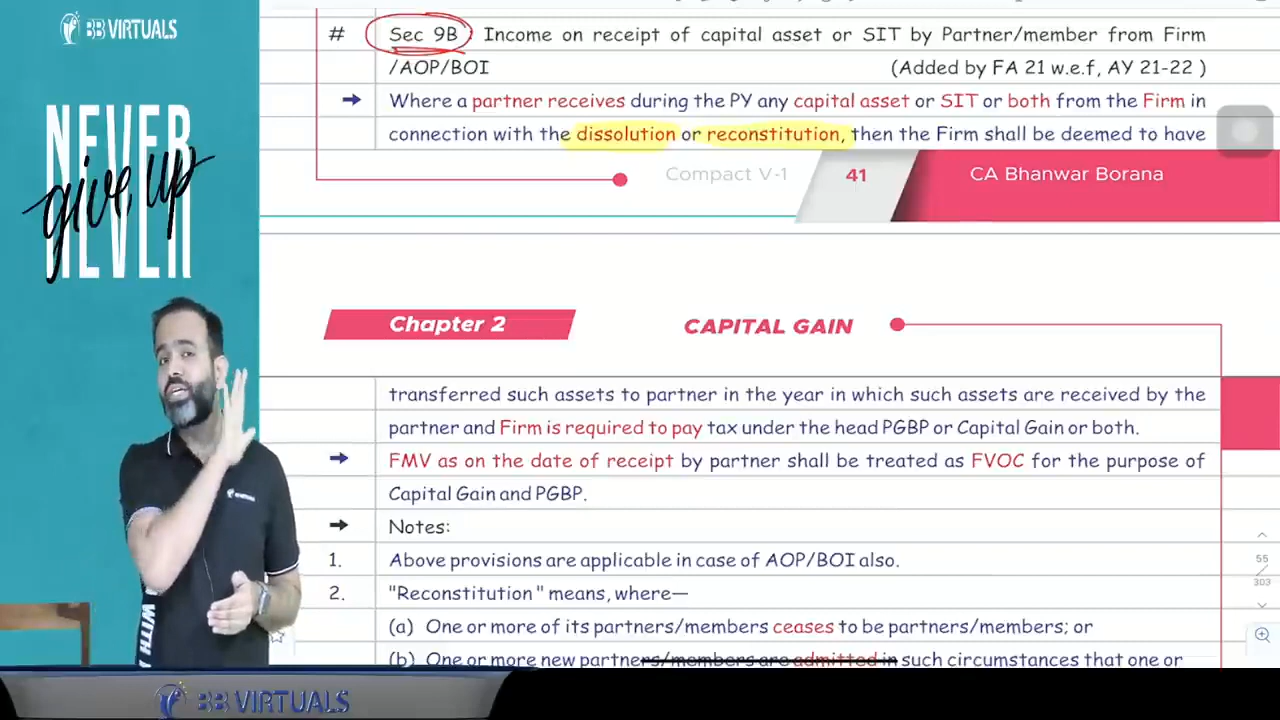 BB VIRTUALS
NEVER
give up
NEVER
# Sec 9B Income on receipt of capital asset or SIT by Partner/member from Firm
/AOP/BOI (Added by FA 21 w.e.f, AY 21-22 )
Where a partner receives during the PY any capital asset or SIT or both from the Firm in
connection with the dissolution or reconstitution, then the Firm shall be deemed to have
Compact V-1 41 CA Bhanwar Borana
Chapter 2 CAPITAL GAIN
transferred such assets to partner in the year in which such assets are received by the
partner and Firm is required to pay tax under the head PGBP or Capital Gain or both.
FMV as on the date of receipt by partner shall be treated as FVOC for the purpose of
Capital Gain and PGBP.
Notes:
1. Above provisions are applicable in case of AOP/BOI also.
2. "Reconstitution " means, where—
(a) One or more of its partners/members ceases to be partners/members; or
(b) One or more new partners/members are admitted in such circumstances that one or
55
303
BB VIRTUALS